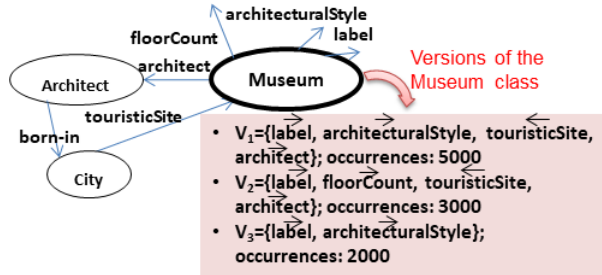 architecturalStyle
floorCount
label
architect
Museum
Versions of the
Museum class
Architect
touristicSite
born-in
City
• V₁={label, architecturalStyle, touristicSite,
architect}; occurrences: 5000
• V₂={label, floorCount, touristicSite,
architect}; occurrences: 3000
• V₃={label, architecturalStyle};
occurrences: 2000